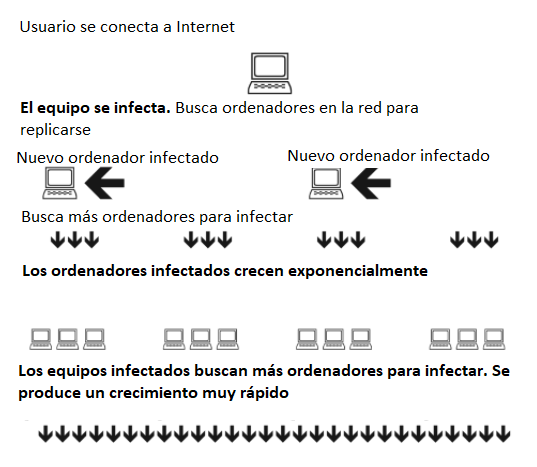 Usuario se conecta a Internet
El equipo se infecta. Busca ordenadores en la red para
replicarse
Nuevo ordenador infectado
Nuevo ordenador infectado
Busca más ordenadores para infectar
Los ordenadores infectados crecen exponencialmente
Los equipos infectados buscan más ordenadores para infectar. Se
produce un crecimiento muy rápido